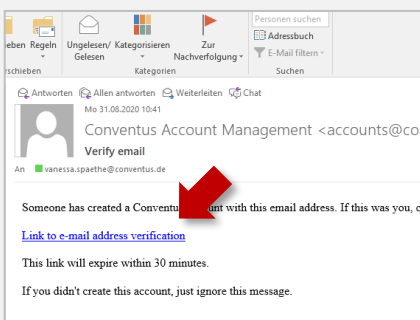 Personen suchen
Adressbuch
E-Mail filtern
eben Regeln Ungelesen/ Gelesen Kategorisieren Zur Nachverfolgung
rschieben Kategorien Suchen
Antworten Allen antworten Weiterleiten Chat
Mo 31.08.2020 10:41
Conventus Account Management <accounts@co
Verify email
An vanessa.spaethe@conventus.de
Someone has created a Conventus unt with this email address. If this was you, c
Link to e-mail address verification
This link will expire within 30 minutes.
If you didn't create this account, just ignore this message.